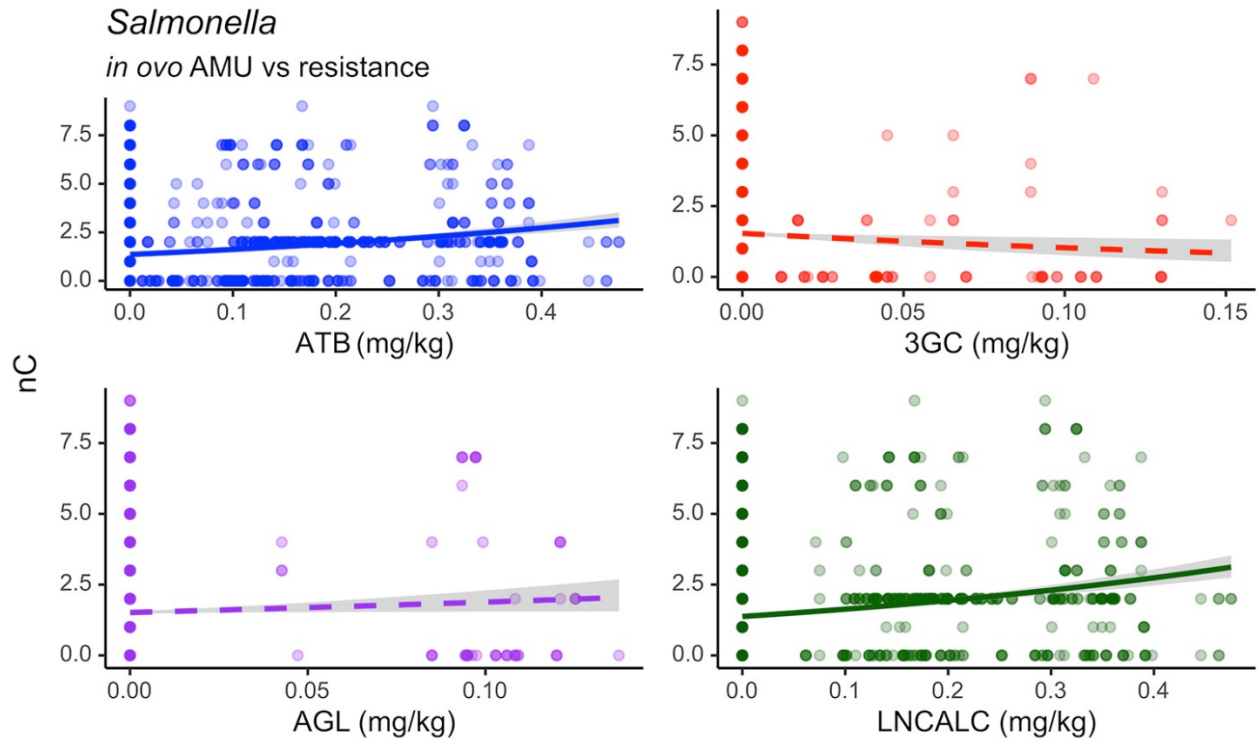 Salmonella
in ovo AMU vs resistance
nC
7.5
5.0
2.5
0.0
0.0 0.1 0.2 0.3 0.4
ATB (mg/kg)
7.5
5.0
2.5
0.0
0.00 0.05 0.10 0.15
3GC (mg/kg)
7.5
5.0
2.5
0.0
0.00 0.05 0.10
AGL (mg/kg)
7.5
5.0
2.5
0.0
0.0 0.1 0.2 0.3 0.4
LNCALC (mg/kg)